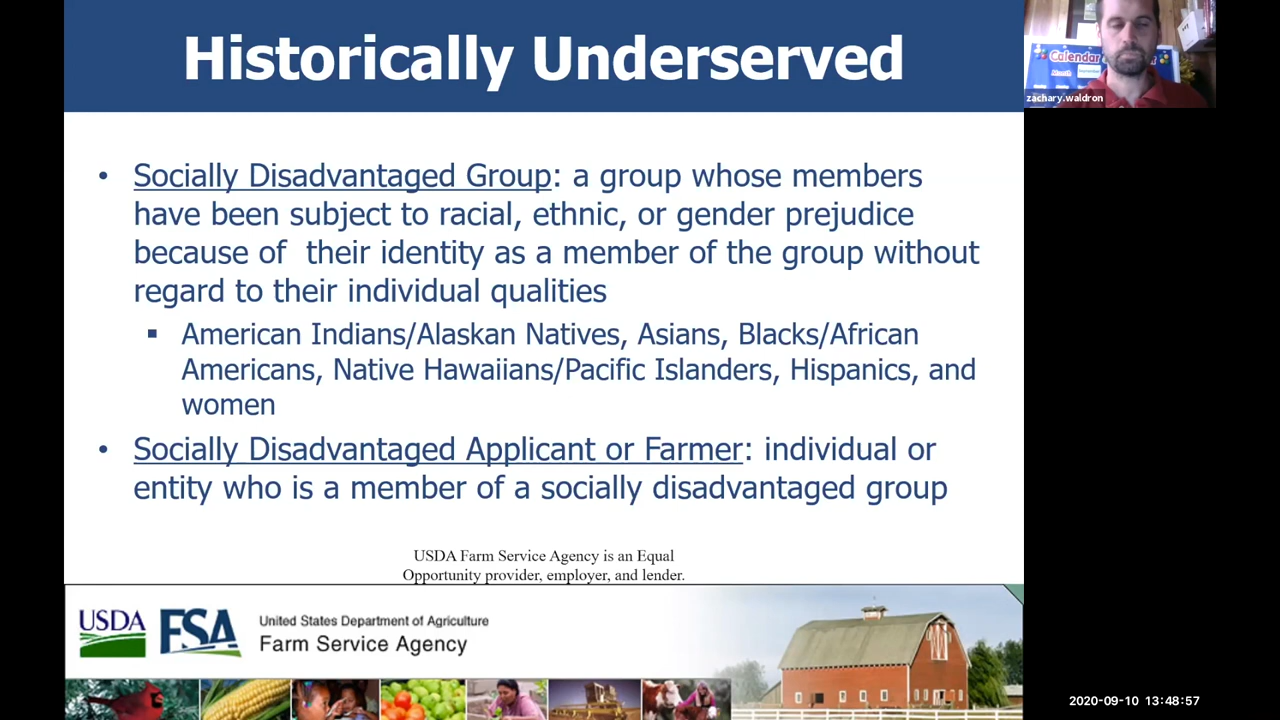 Historically Underserved
• Socially Disadvantaged Group: a group whose members
have been subject to racial, ethnic, or gender prejudice
because of  their identity as a member of the group without
regard to their individual qualities
▪ American Indians/Alaskan Natives, Asians, Blacks/African
Americans, Native Hawaiians/Pacific Islanders, Hispanics, and
women
• Socially Disadvantaged Applicant or Farmer: individual or
entity who is a member of a socially disadvantaged group
USDA Farm Service Agency is an Equal
Opportunity provider, employer, and lender.
USDA
FSA
United States Department of Agriculture
Farm Service Agency
Calendar
zachary.waldron
2020-09-10 13:48:57